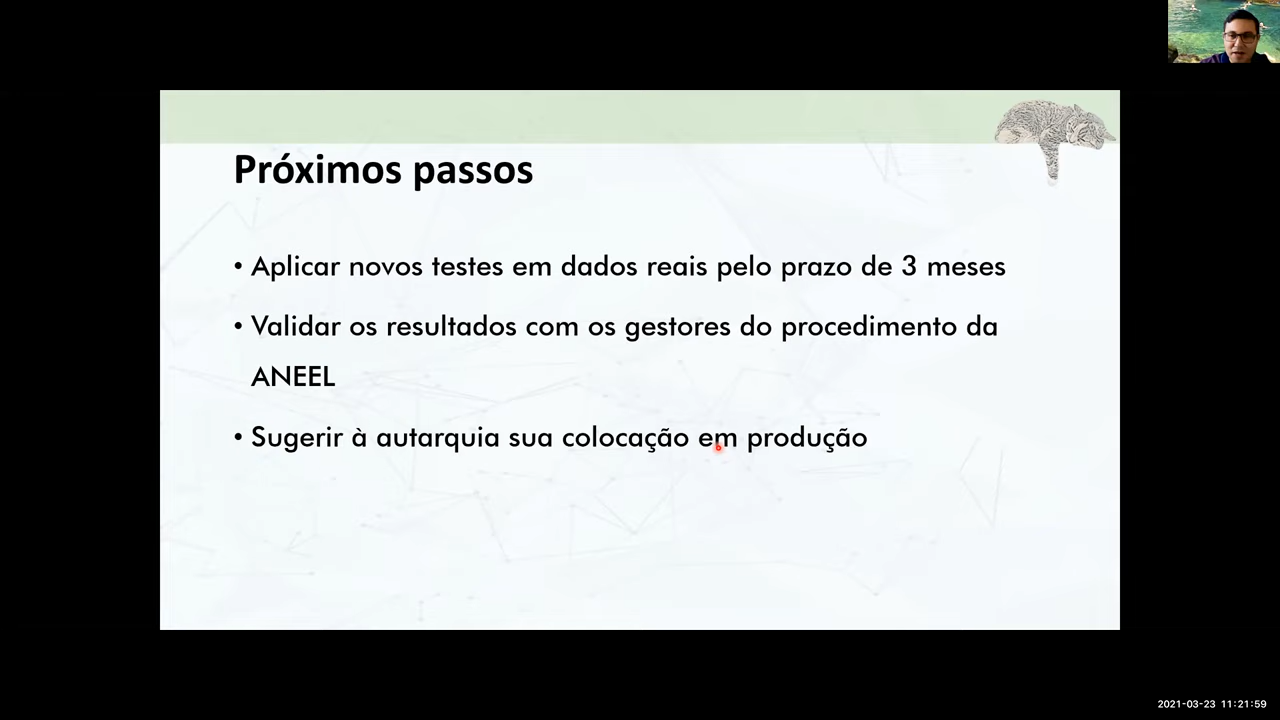 Próximos passos
• Aplicar novos testes em dados reais pelo prazo de 3 meses
• Validar os resultados com os gestores do procedimento da
ANEEL
• Sugerir à autarquia sua colocação em produção
2021-03-23 11:21:59